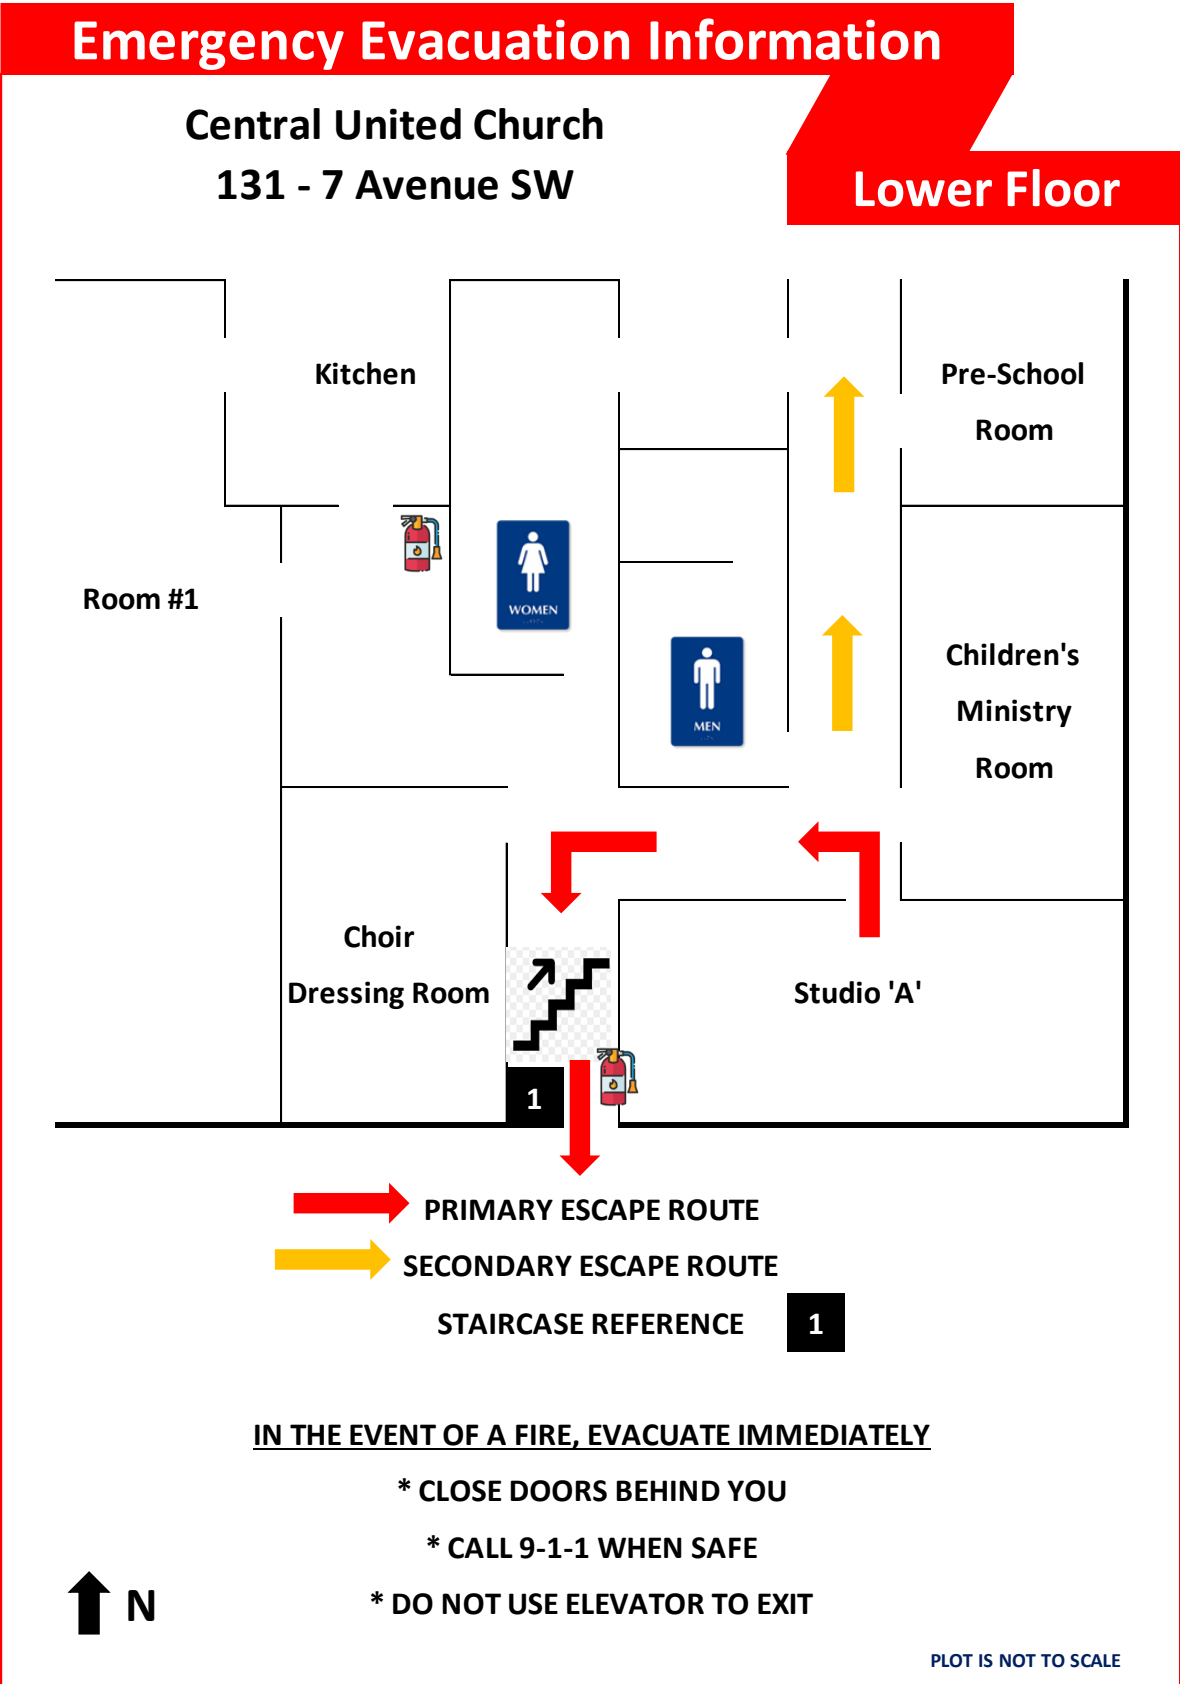 Emergency Evacuation Information
Central United Church
131 - 7 Avenue SW
Lower Floor
Kitchen
Pre-School
Room
WOMEN
Room #1
MEN
Children's
Ministry
Room
Choir
Dressing Room
Studio 'A'
1
PRIMARY ESCAPE ROUTE
SECONDARY ESCAPE ROUTE
STAIRCASE REFERENCE 1
IN THE EVENT OF A FIRE, EVACUATE IMMEDIATELY
* CLOSE DOORS BEHIND YOU
* CALL 9-1-1 WHEN SAFE
* DO NOT USE ELEVATOR TO EXIT
N
PLOT IS NOT TO SCALE